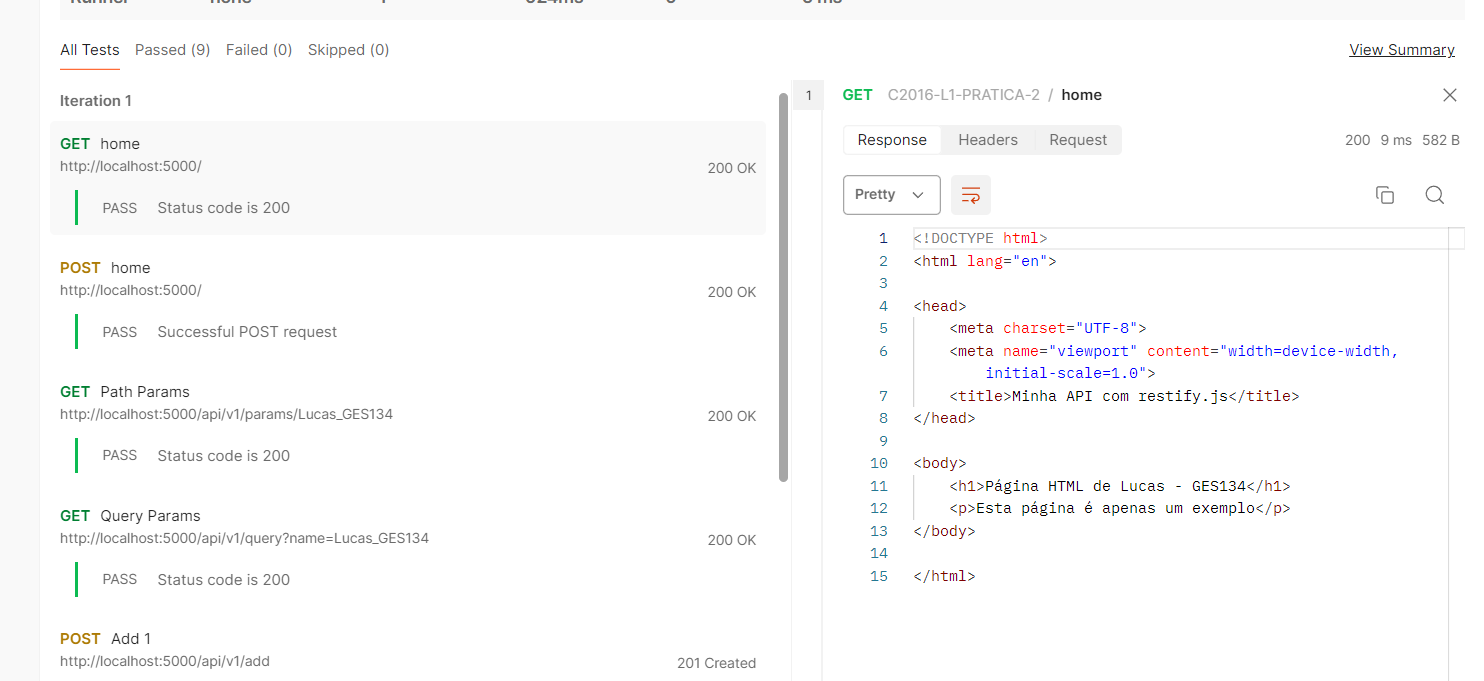 All Tests Passed (9) Failed (0) Skipped (0)
View Summary
Iteration 1
GET home
http://localhost:5000/
200 OK
PASS Status code is 200
POST home
http://localhost:5000/
200 OK
PASS Successful POST request
GET Path Params
http://localhost:5000/api/v1/params/Lucas_GES134
200 OK
PASS Status code is 200
GET Query Params
http://localhost:5000/api/v1/query?name=Lucas_GES134
200 OK
PASS Status code is 200
POST Add 1
http://localhost:5000/api/v1/add
201 Created
1
GET C2016-L1-PRATICA-2 / home
Response Headers Request
200 9 ms 582 B
Pretty
1 <!DOCTYPE html>
2 <html lang="en">
3
4 <head>
5 <meta charset="UTF-8">
6 <meta name="viewport" content="width=device-width,
initial-scale=1.0">
7 <title>Minha API com restify.js</title>
8 </head>
9
10 <body>
11 <h1>Página HTML de Lucas - GES134</h1>
12 <p>Esta página é apenas um exemplo</p>
13 </body>
14
15 </html>